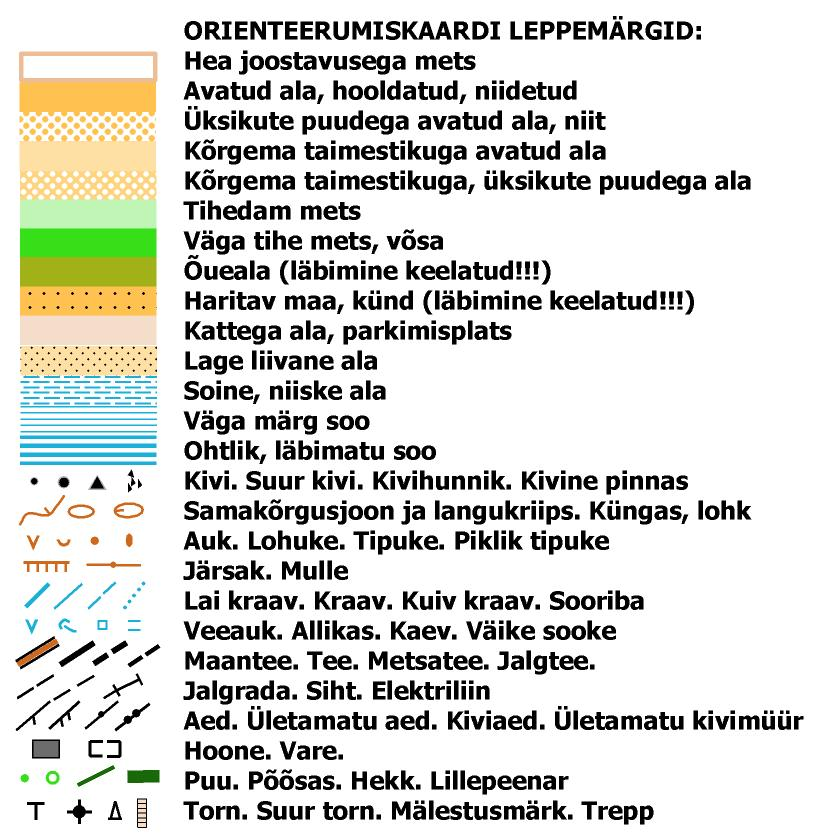 ORIENTEERUMISKAARDI LEPPEMÄRGID:
Hea joostavusega mets
Avatud ala, hooldatud, niidetud
Üksikute puudega avatud ala, niit
Kõrgema taimestikuga avatud ala
Kõrgema taimestikuga, üksikute puudega ala
Tihedam mets
Väga tihe mets, võsa
Õueala (läbimine keelatud!!!)
Haritav maa, künd (läbimine keelatud!!!)
Kattega ala, parkimisplats
Lage liivane ala
Soine, niiske ala
Väga märg soo
Ohtlik, läbimatu soo
Kivi. Suur kivi. Kivihunnik. Kivine pinnas
Samakõrgusjoon ja langukriips. Küngas, lohk
Auk. Lohuke. Tipuke. Piklik tipuke
Järsak. Mulle
Lai kraav. Kraav. Kuiv kraav. Sooriba
Veeauk. Allikas. Kaev. Väike sooke
Maantee. Tee. Metsatee. Jalgtee.
Jalgrada. Siht. Elektriliin
Aed. Ületamatu aed. Kiviaed. Ületamatu kivimüür
Hoone. Vare.
Puu. Põõsas. Hekk. Lillepeenar
Torn. Suur torn. Mälestusmärk. Trepp